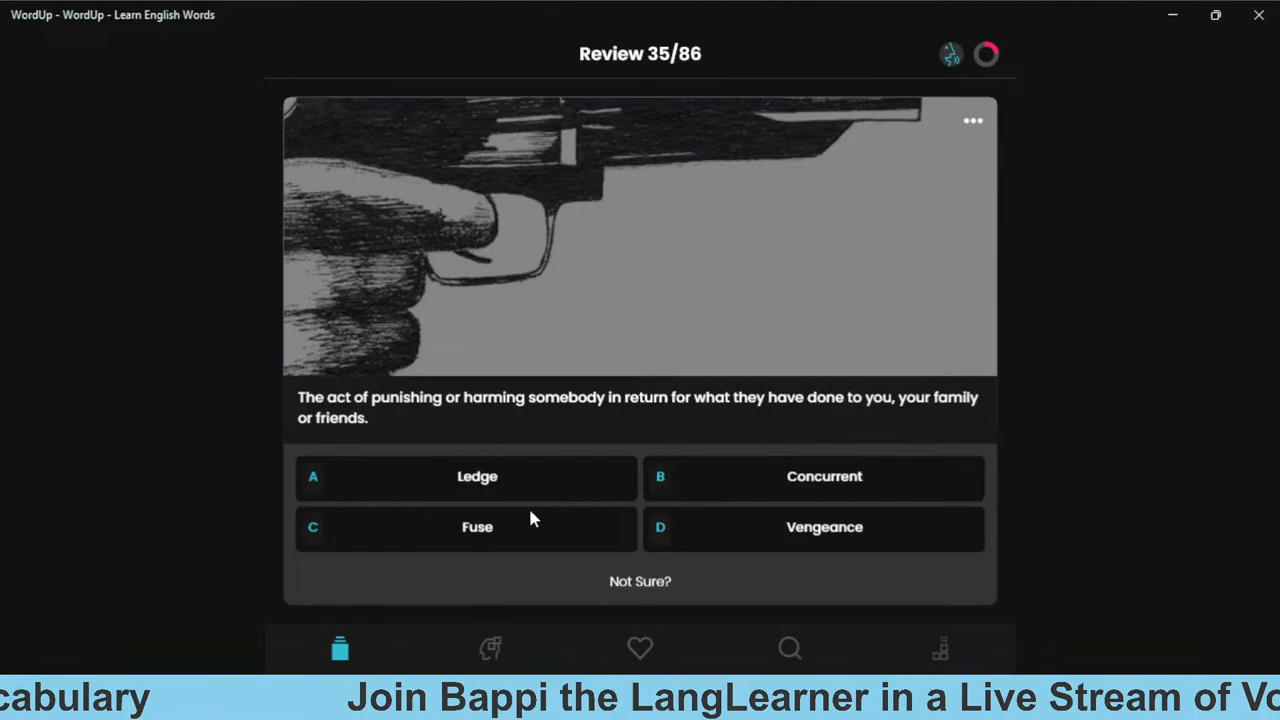 WordUp - WordUp - Learn English Words
Review 35/86
The act of punishing or harming somebody in return for what they have done to you, your family
or friends.
A Ledge
B Concurrent
C Fuse
D Vengeance
Not Sure?
cabulary Join Bappi the LangLearner in a Live Stream of Vo